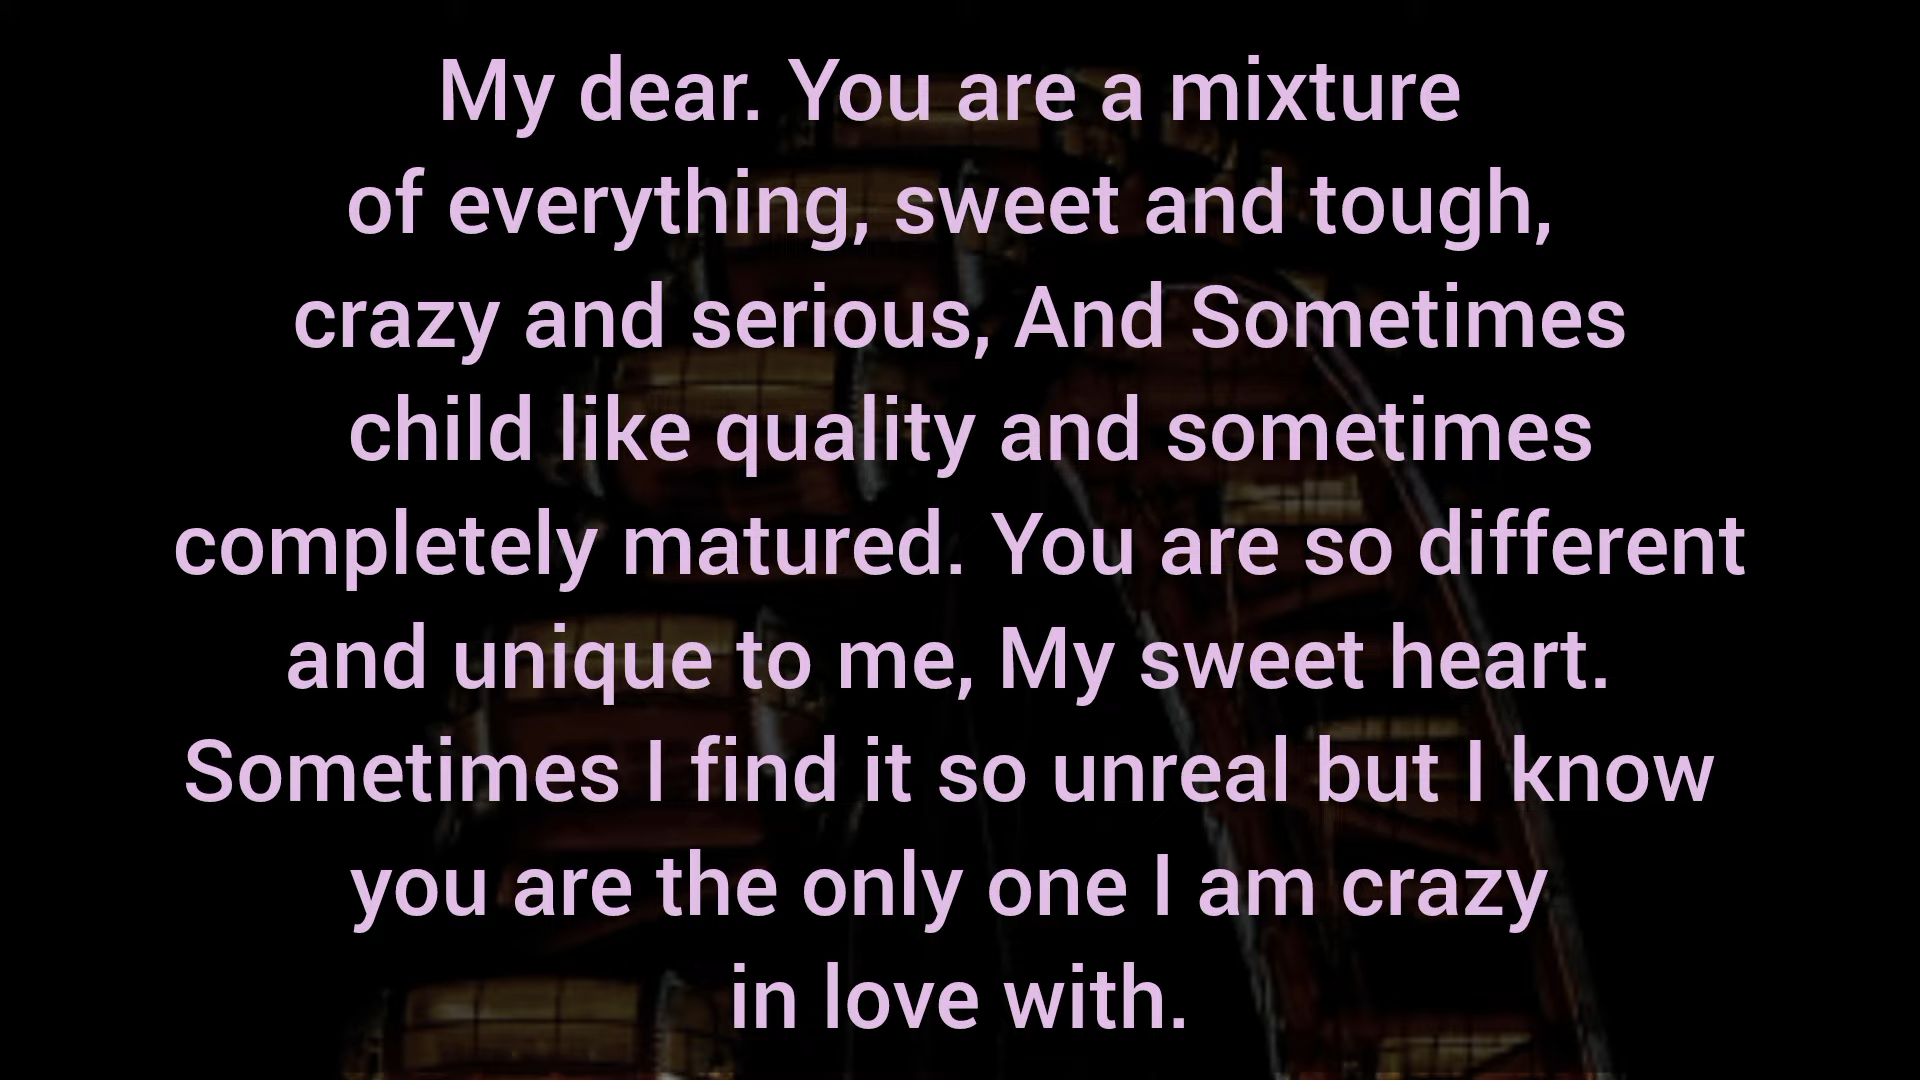 My dear. You are a mixture
of everything, sweet and tough,
crazy and serious, And Sometimes
child like quality and sometimes
completely matured. You are so different
and unique to me, My sweet heart.
Sometimes I find it so unreal but I know
you are the only one I am crazy
in love with.